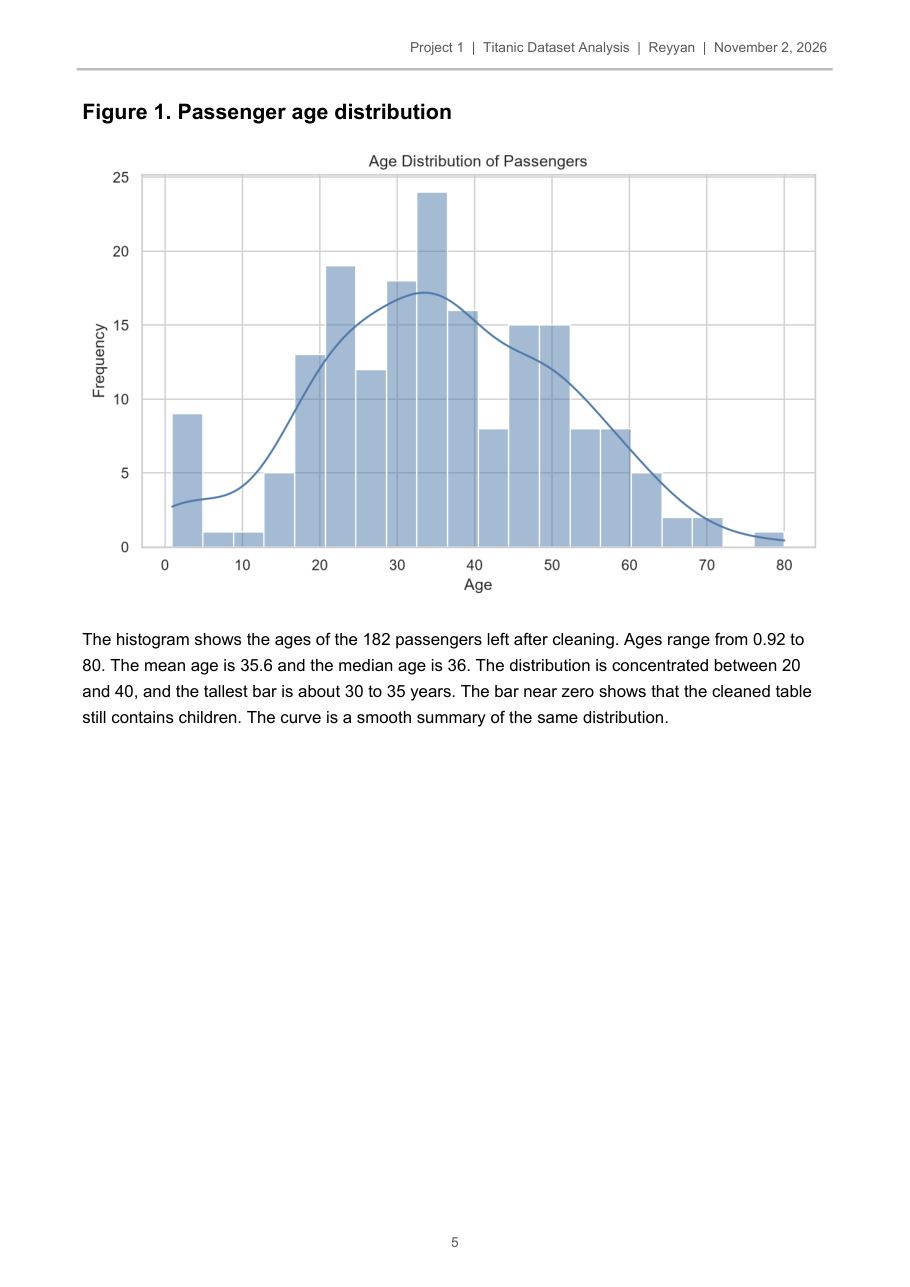 Project 1 | Titanic Dataset Analysis | Reyyan | November 2, 2026
Figure 1. Passenger age distribution
Age Distribution of Passengers
25
20
15
10
5
0
Frequency
0 10 20 30 40 50 60 70 80
Age
The histogram shows the ages of the 182 passengers left after cleaning. Ages range from 0.92 to
80. The mean age is 35.6 and the median age is 36. The distribution is concentrated between 20
and 40, and the tallest bar is about 30 to 35 years. The bar near zero shows that the cleaned table
still contains children. The curve is a smooth summary of the same distribution.
5